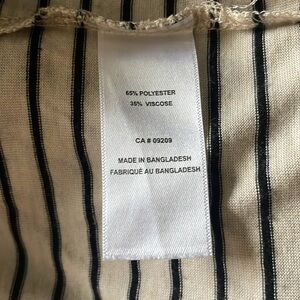 65% POLYESTER
35% VISCOSE
CA # 09209
MADE IN BANGLADESH
FABRIQUÉ AU BANGLADESH